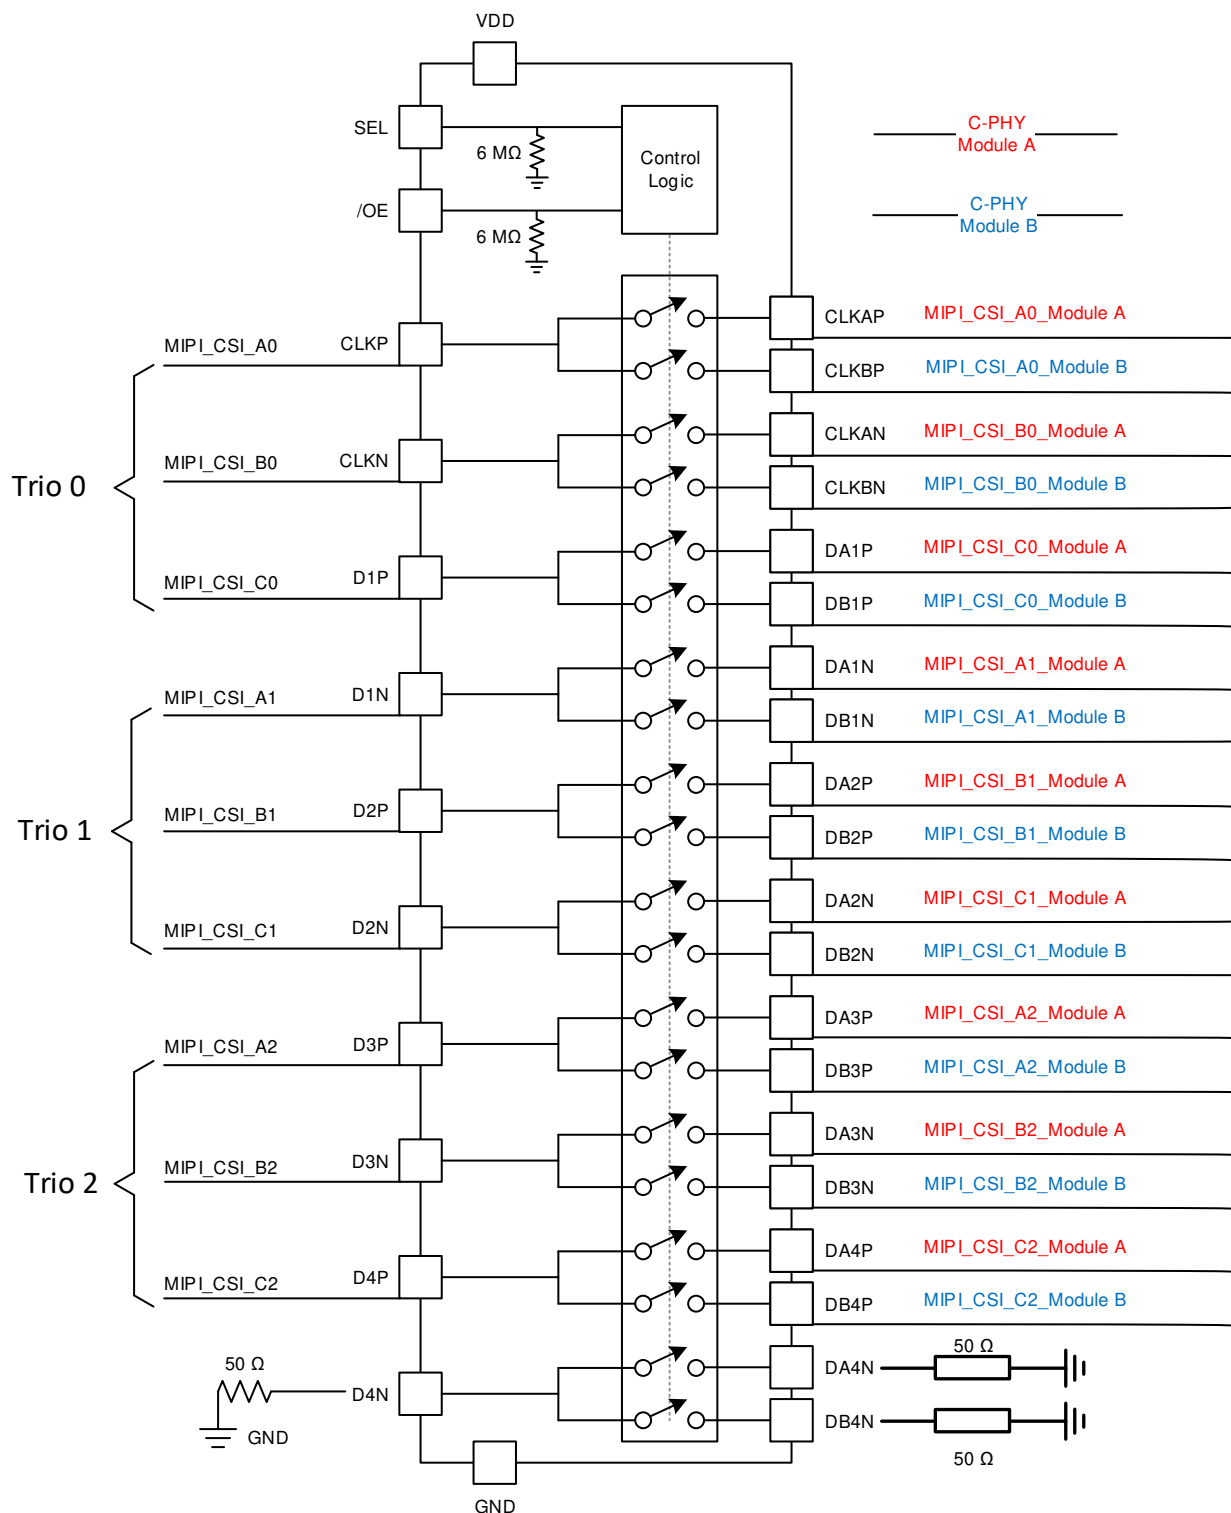 VDD
SEL
6 MΩ
Control
Logic
C-PHY
Module A
/OE
6 MΩ
C-PHY
Module B
MIPI_CSI_A0 CLKP
CLKAP MIPI_CSI_A0_Module A
CLKBP MIPI_CSI_A0_Module B
Trio 0
MIPI_CSI_B0 CLKN
CLKAN MIPI_CSI_B0_Module A
CLKBN MIPI_CSI_B0_Module B
MIPI_CSI_C0 D1P
DA1P MIPI_CSI_C0_Module A
DB1P MIPI_CSI_C0_Module B
MIPI_CSI_A1 D1N
DA1N MIPI_CSI_A1_Module A
DB1N MIPI_CSI_A1_Module B
Trio 1
MIPI_CSI_B1 D2P
DA2P MIPI_CSI_B1_Module A
DB2P MIPI_CSI_B1_Module B
MIPI_CSI_C1 D2N
DA2N MIPI_CSI_C1_Module A
DB2N MIPI_CSI_C1_Module B
MIPI_CSI_A2 D3P
DA3P MIPI_CSI_A2_Module A
DB3P MIPI_CSI_A2_Module B
Trio 2
MIPI_CSI_B2 D3N
DA3N MIPI_CSI_B2_Module A
DB3N MIPI_CSI_B2_Module B
MIPI_CSI_C2 D4P
DA4P MIPI_CSI_C2_Module A
DB4P MIPI_CSI_C2_Module B
50 Ω
GND
D4N
DA4N 50 Ω
DB4N 50 Ω
GND